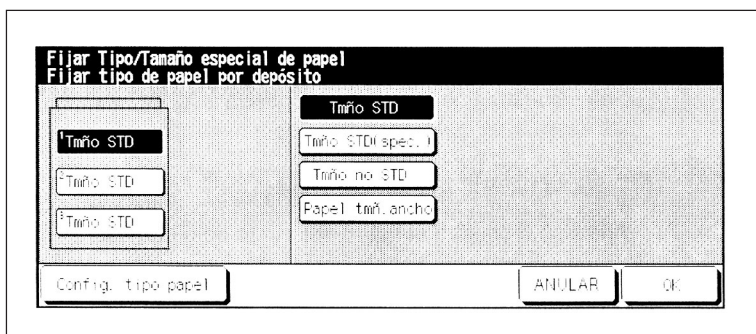 Fijar Tipo/Tamaño especial de papel
Fijar tipo de papel por depósito
Tmño STD
1Tmño STD
Tmño STD(spec.)
2Tmño STD
Tmño no STD
3Tmño STD
Papel tmñ.ancho
Config. tipo papel
ANULAR
OK